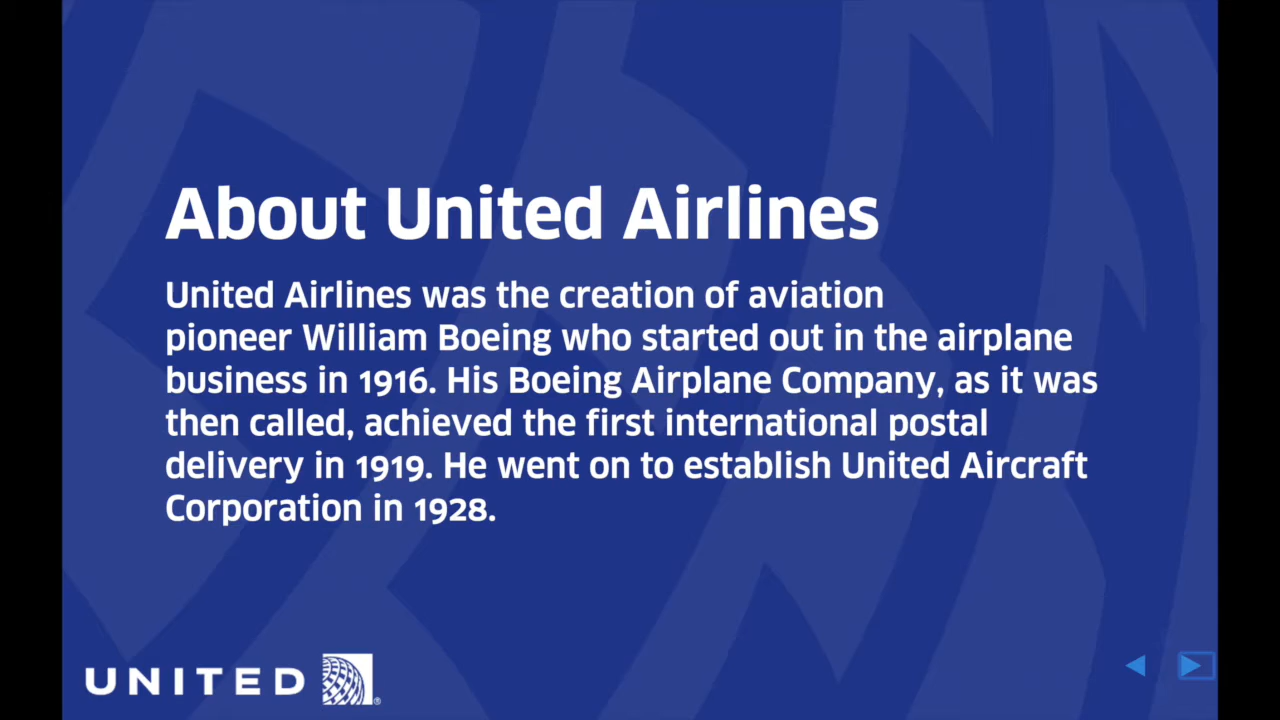 About United Airlines
United Airlines was the creation of aviation
pioneer William Boeing who started out in the airplane
business in 1916. His Boeing Airplane Company, as it was
then called, achieved the first international postal
delivery in 1919. He went on to establish United Aircraft
Corporation in 1928.
UNITED ®